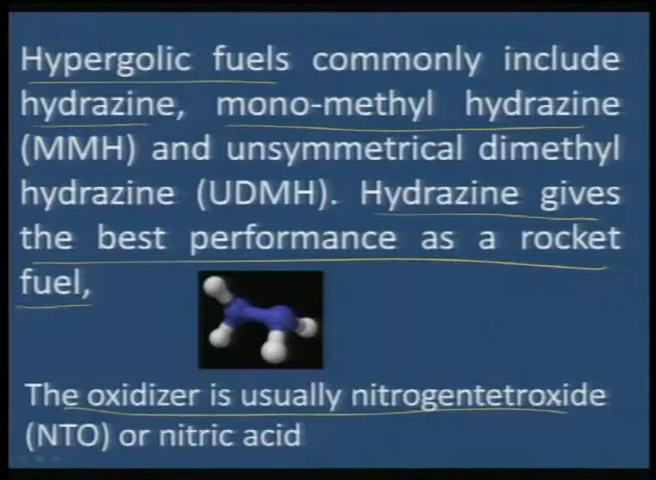 Hypergolic fuels commonly include
hydrazine, mono-methyl hydrazine
(MMH) and unsymmetrical dimethyl
hydrazine (UDMH). Hydrazine gives
the best performance as a rocket
fuel,
The oxidizer is usually nitrogentetroxide
(NTO) or nitric acid